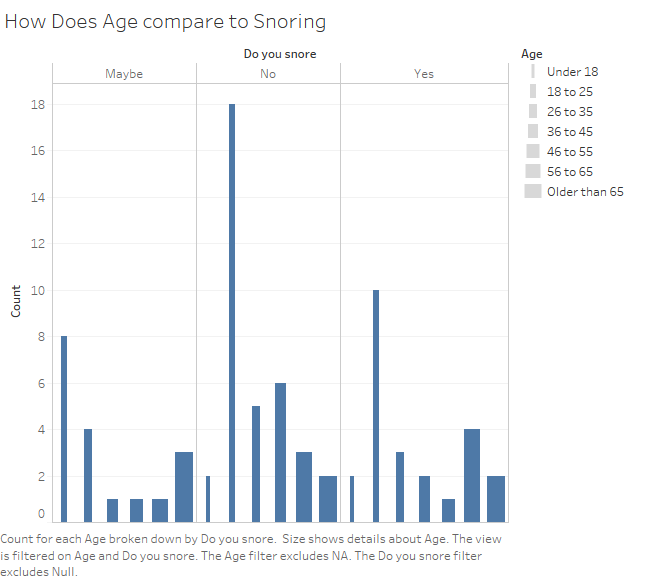 How Does Age compare to Snoring
Do you snore
Maybe
No
Yes
Count
18
16
14
12
10
8
6
4
2
0
Age
Under 18
18 to 25
26 to 35
36 to 45
46 to 55
56 to 65
Older than 65
Count for each Age broken down by Do you snore.  Size shows details about Age. The view
is filtered on Age and Do you snore. The Age filter excludes NA. The Do you snore filter
excludes Null.